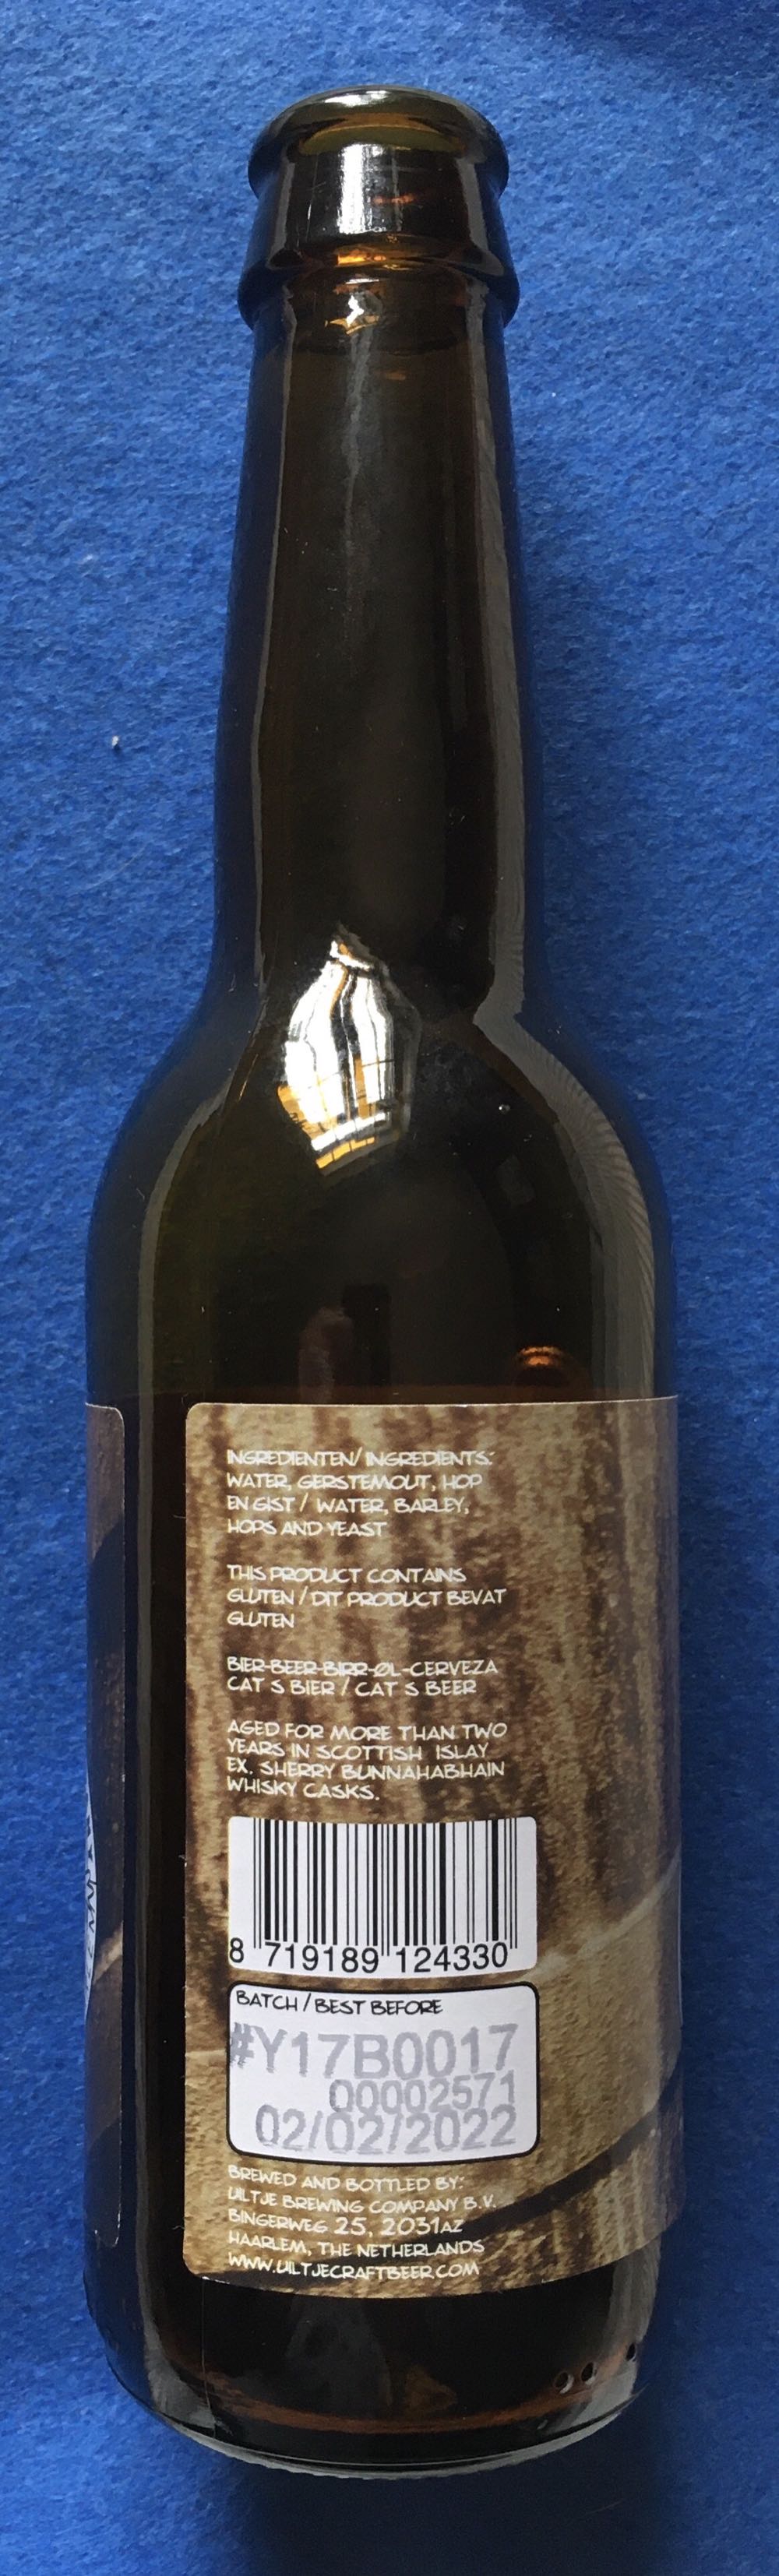 INGREDIENTEN/ INGREDIENTS:
WATER, GERSTEMOUT, HOP
EN GIST / WATER, BARLEY,
HOPS AND YEAST
THIS PRODUCT CONTAINS
GLUTEN / DIT PRODUCT BEVAT
GLUTEN
BIER-BEER-BIRR-ØL-CERVEZA
CAT S BIER / CAT S BEER
AGED FOR MORE THAN TWO
YEARS IN SCOTTISH ISLAY
EX. SHERRY BUNNAHABHAIN
WHISKY CASKS.
8 719189 124330
BATCH / BEST BEFORE
#Y17B0017
00002571
02/02/2022
BREWED AND BOTTLED BY:
UILTJE BREWING COMPANY B.V.
BINGERWEG 25, 2031AZ
HAARLEM, THE NETHERLANDS
WWW.UILTJECRAFTBEER.COM